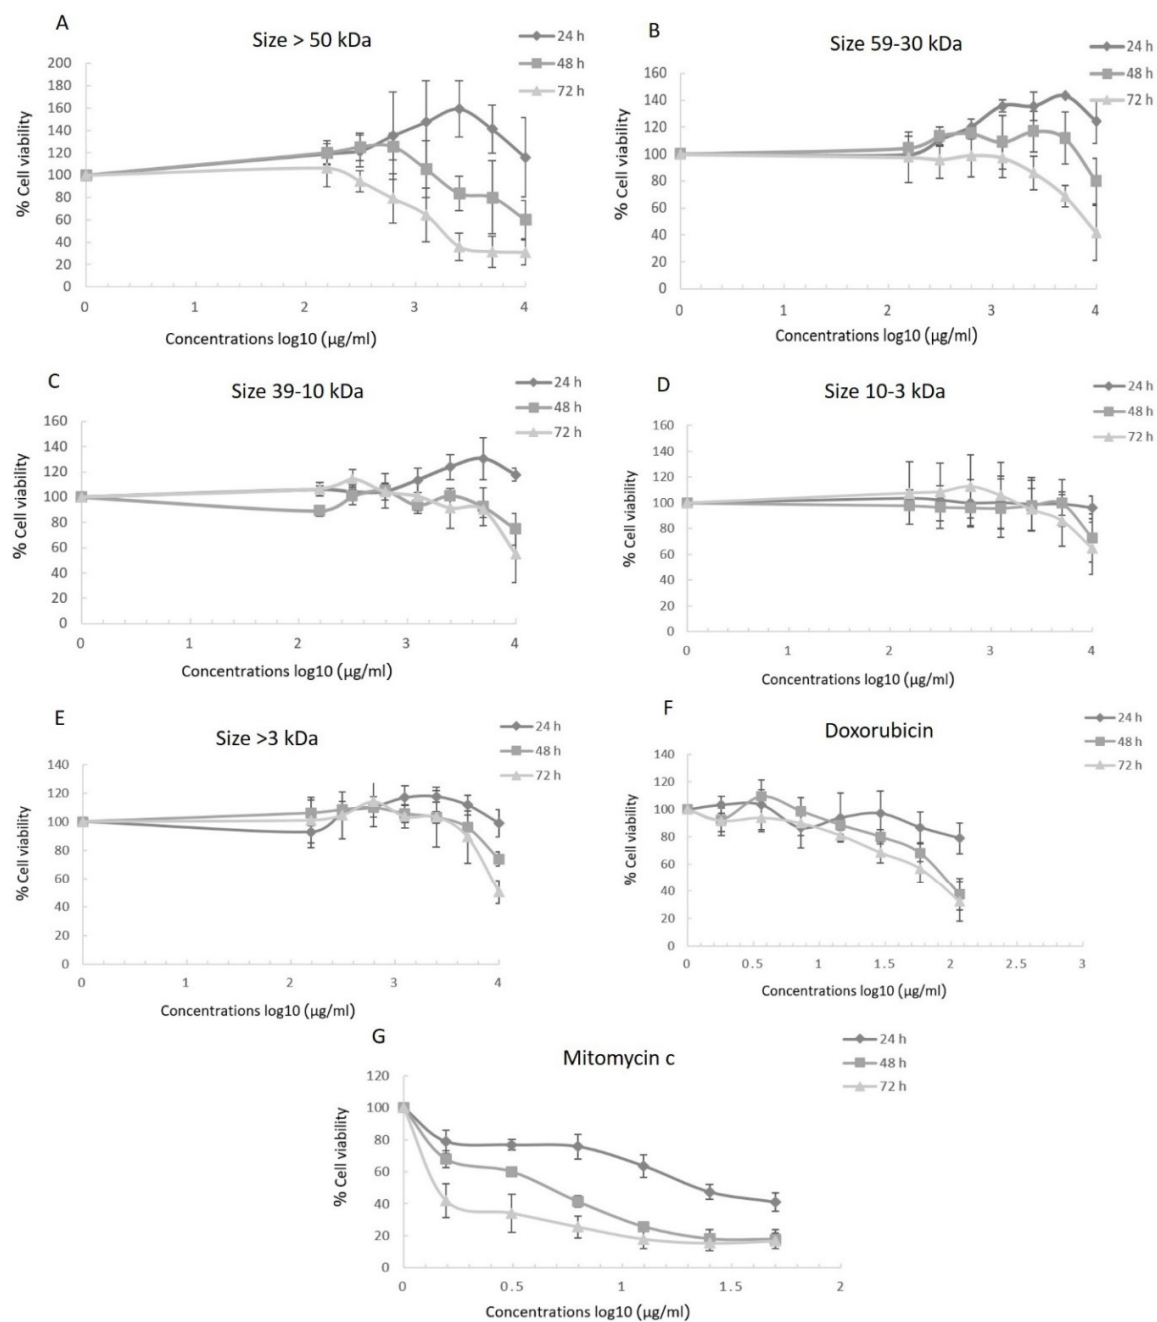 A
Size > 50 kDa
24 h
48 h
72 h
% Cell viability
200
180
160
140
120
100
80
60
40
20
0
0 1 2 3 4
Concentrations log10 (µg/ml)
B
Size 59-30 kDa
24 h
48 h
72 h
% Cell viability
160
140
120
100
80
60
40
20
0
0 1 2 3 4
Concentrations log10 (µg/ml)
C
Size 39-10 kDa
24 h
48 h
72 h
% Cell viability
160
140
120
100
80
60
40
20
0
0 1 2 3 4
Concentrations log10 (µg/ml)
D
Size 10-3 kDa
24 h
48 h
72 h
% Cell viability
160
140
120
100
80
60
40
20
0
0 1 2 3 4
Concentrations log10 (µg/ml)
E
Size >3 kDa
24 h
48 h
72 h
% Cell viability
140
120
100
80
60
40
20
0
0 1 2 3 4
Concentrations log10 (µg/ml)
F
Doxorubicin
24 h
48 h
72 h
% Cell viability
140
120
100
80
60
40
20
0
0 0.5 1 1.5 2 2.5 3
Concentrations log10 (µg/ml)
G
Mitomycin c
24 h
48 h
72 h
% Cell viability
120
100
80
60
40
20
0
0 0.5 1 1.5 2
Concentrations log10 (µg/ml)